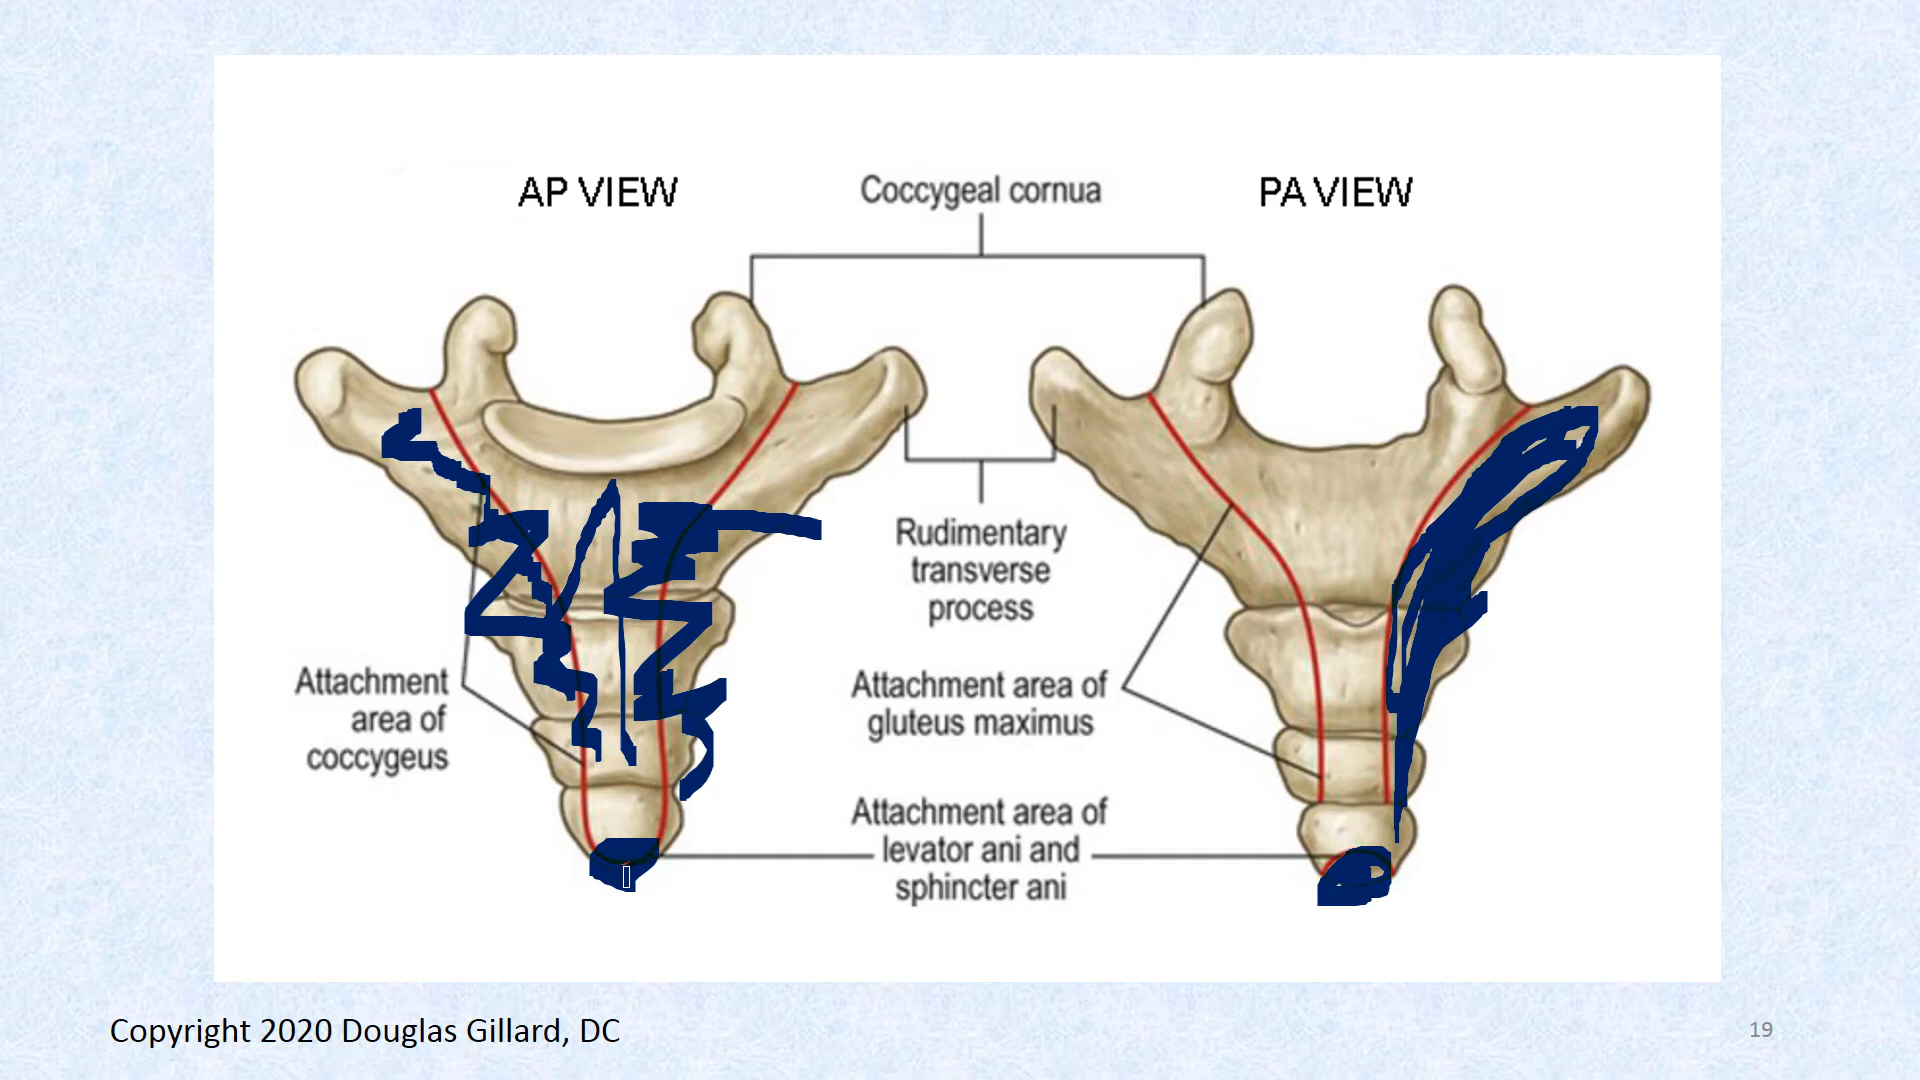 AP VIEW
Coccygeal cornua
PA VIEW
Rudimentary
transverse
process
Attachment
area of
coccygeus
Attachment area of
gluteus maximus
Attachment area of
levator ani and
sphincter ani
Copyright 2020 Douglas Gillard, DC
19